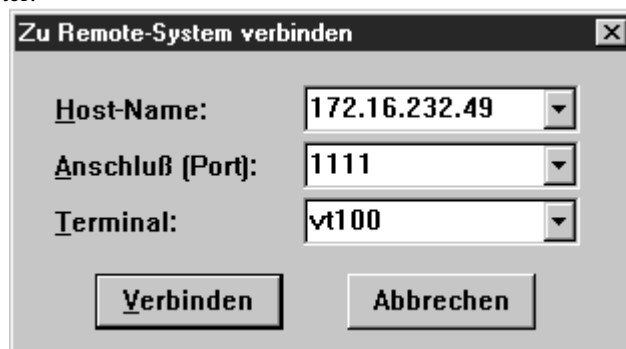 Zu Remote-System verbinden
Host-Name: 172.16.232.49
Anschluß (Port): 1111
Terminal: vt100
Verbinden Abbrechen